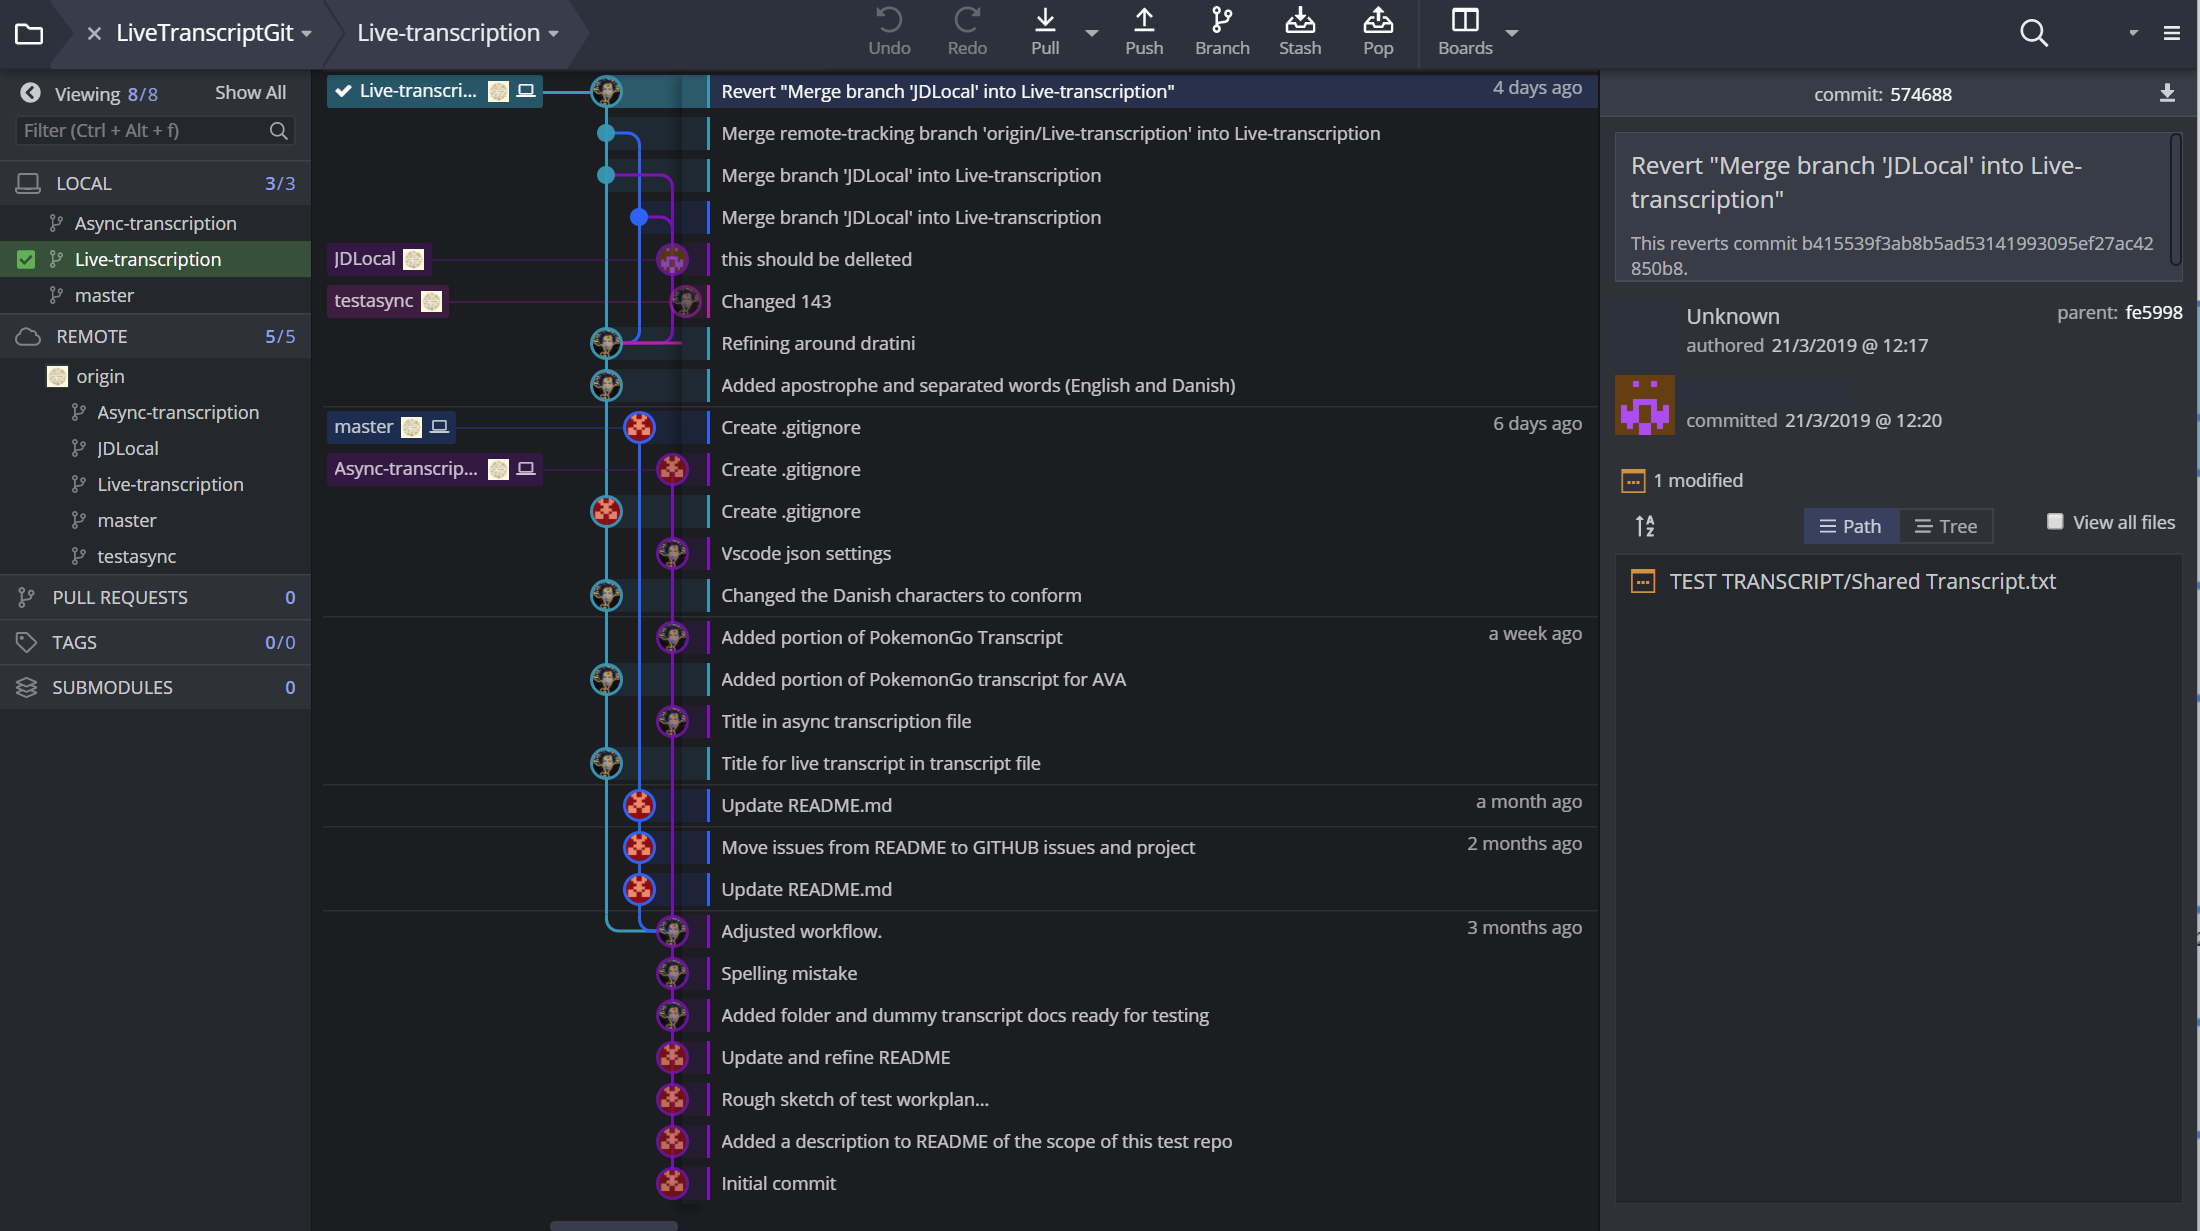 LiveTranscriptGit
Live-transcription
Undo
Redo
Pull
Push
Branch
Stash
Pop
Boards
Viewing 8/8
Show All
Filter (Ctrl + Alt + f)
LOCAL 3/3
Async-transcription
Live-transcription
master
REMOTE 5/5
origin
Async-transcription
JDLocal
Live-transcription
master
testasync
PULL REQUESTS 0
TAGS 0/0
SUBMODULES 0
Live-transcri... Revert "Merge branch 'JDLocal' into Live-transcription" 4 days ago
Merge remote-tracking branch 'origin/Live-transcription' into Live-transcription
Merge branch 'JDLocal' into Live-transcription
Merge branch 'JDLocal' into Live-transcription
JDLocal this should be delleted
testasync Changed 143
Refining around dratini
Added apostrophe and separated words (English and Danish)
master Create .gitignore 6 days ago
Async-transcrip... Create .gitignore
Create .gitignore
Vscode json settings
Changed the Danish characters to conform
Added portion of PokemonGo Transcript a week ago
Added portion of PokemonGo transcript for AVA
Title in async transcription file
Title for live transcript in transcript file
Update README.md a month ago
Move issues from README to GITHUB issues and project 2 months ago
Update README.md
Adjusted workflow. 3 months ago
Spelling mistake
Added folder and dummy transcript docs ready for testing
Update and refine README
Rough sketch of test workplan...
Added a description to README of the scope of this test repo
Initial commit
commit: 574688
Revert "Merge branch 'JDLocal' into Live-
transcription"
This reverts commit b415539f3ab8b5ad53141993095ef27ac42
850b8.
Unknown
parent: fe5998
authored 21/3/2019 @ 12:17
committed 21/3/2019 @ 12:20
1 modified
A
Z
Path
Tree
View all files
TEST TRANSCRIPT/Shared Transcript.txt